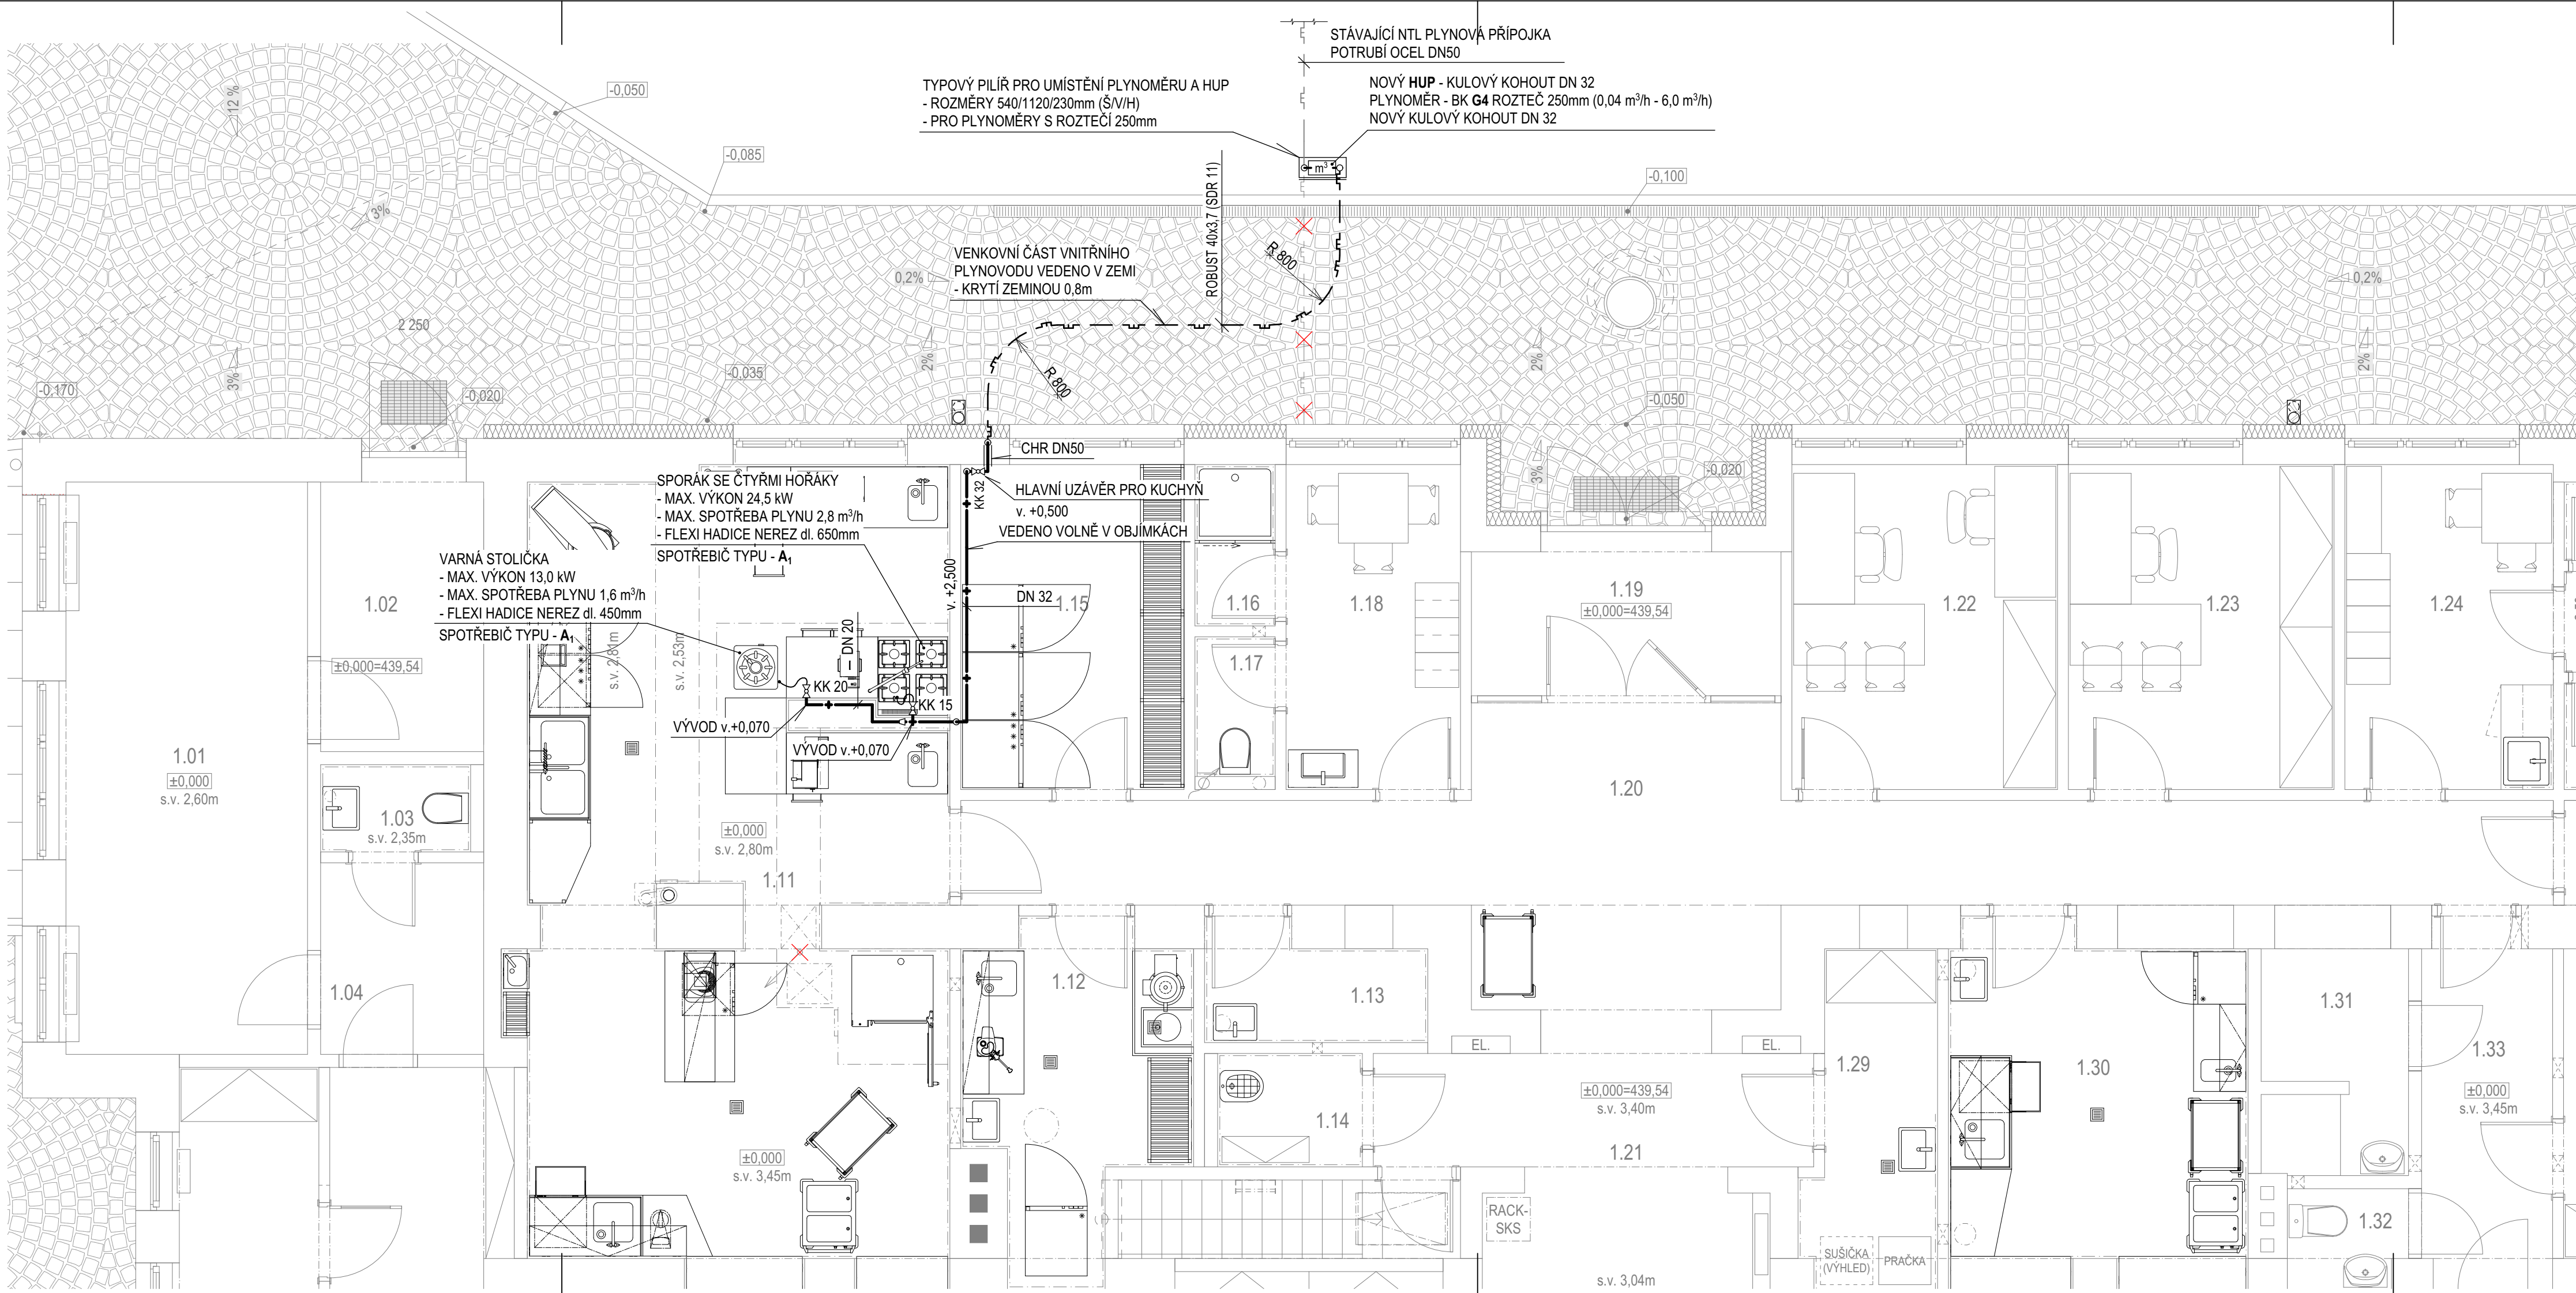 STÁVAJÍCÍ NTL PLYNOVÁ PŘÍPOJKA
POTRUBÍ OCEL DN50
TYPOVÝ PILÍŘ PRO UMÍSTĚNÍ PLYNOMĚRU A HUP
- ROZMĚRY 540/1120/230mm (Š/V/H)
- PRO PLYNOMĚRY S ROZTEČÍ 250mm
NOVÝ HUP - KULOVÝ KOHOUT DN 32
PLYNOMĚR - BK G4 ROZTEČ 250mm (0,04 m³/h - 6,0 m³/h)
NOVÝ KULOVÝ KOHOUT DN 32
12 %
-0,050
-0,085
m³
-0,100
3%
ROBUST 40x3,7 (SDR 11)
VENKOVNÍ ČÁST VNITŘNÍHO
PLYNOVODU VEDENO V ZEMI
- KRYTÍ ZEMINOU 0,8m
R 800
0,2%
0,2%
2 250
3%
2%
2%
2%
R 800
-0,170
-0,020
-0,035
-0,050
3%
-0,020
CHR DN50
KK 32
HLAVNÍ UZÁVĚR PRO KUCHYŇ
v. +0,500
VEDENO VOLNĚ V OBJÍMKÁCH
SPORÁK SE ČTYŘMI HOŘÁKY
- MAX. VÝKON 24,5 kW
- MAX. SPOTŘEBA PLYNU 2,8 m³/h
- FLEXI HADICE NEREZ dl. 650mm
SPOTŘEBIČ TYPU - A₁
VARNÁ STOLIČKA
- MAX. VÝKON 13,0 kW
- MAX. SPOTŘEBA PLYNU 1,6 m³/h
- FLEXI HADICE NEREZ dl. 450mm
SPOTŘEBIČ TYPU - A₁
v. +2,500
DN 32
DN 20
1.02
1.15
1.16
1.17
1.18
1.19
±0,000=439,54
1.22
1.23
1.24
±0,000=439,54
s.v. 2,81m
s.v. 2,53m
KK 20
KK 15
VÝVOD v.+0,070
VÝVOD v.+0,070
1.01
±0,000
s.v. 2,60m
1.03
s.v. 2,35m
1.20
±0,000
s.v. 2,80m
1.11
1.04
1.12
1.13
EL.
EL.
1.14
±0,000=439,54
s.v. 3,40m
1.21
1.29
1.30
1.31
1.33
±0,000
s.v. 3,45m
±0,000
s.v. 3,45m
RACK-
SKS
1.32
SUŠIČKA
(VÝHLED)
PRAČKA
s.v. 3,04m